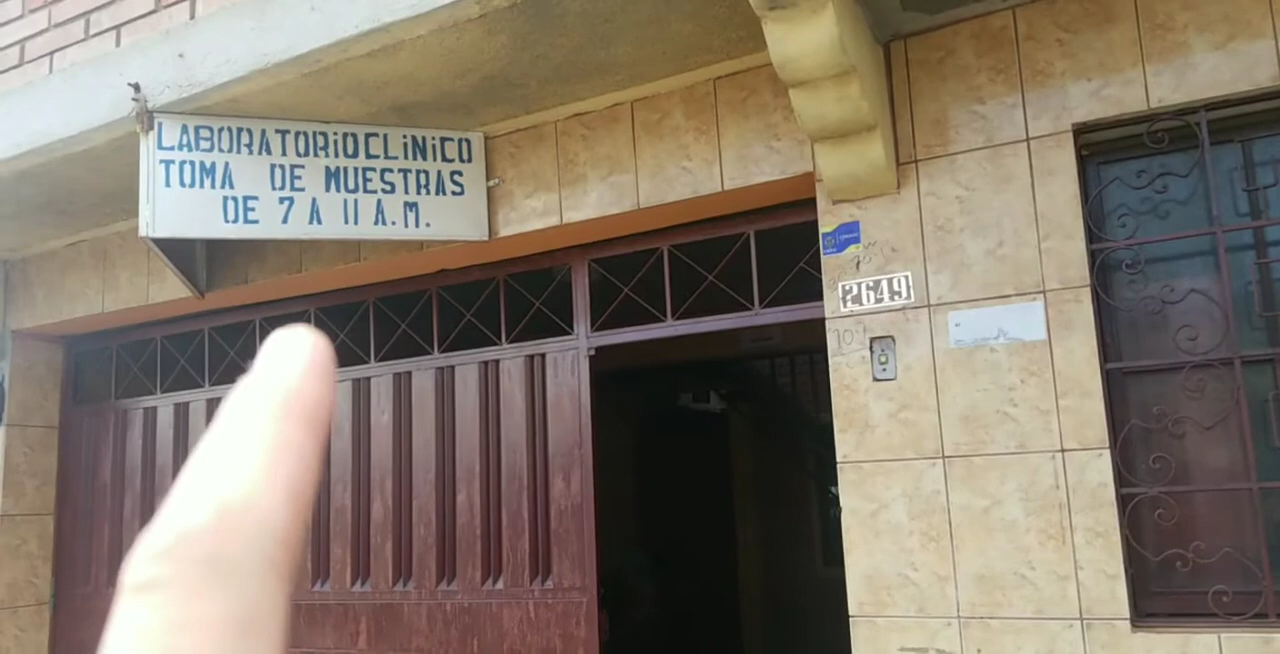 LABORATORiO CLiNiCO
TOMA DE MUESTRAS
DE 7 A 11 A.M.
2649